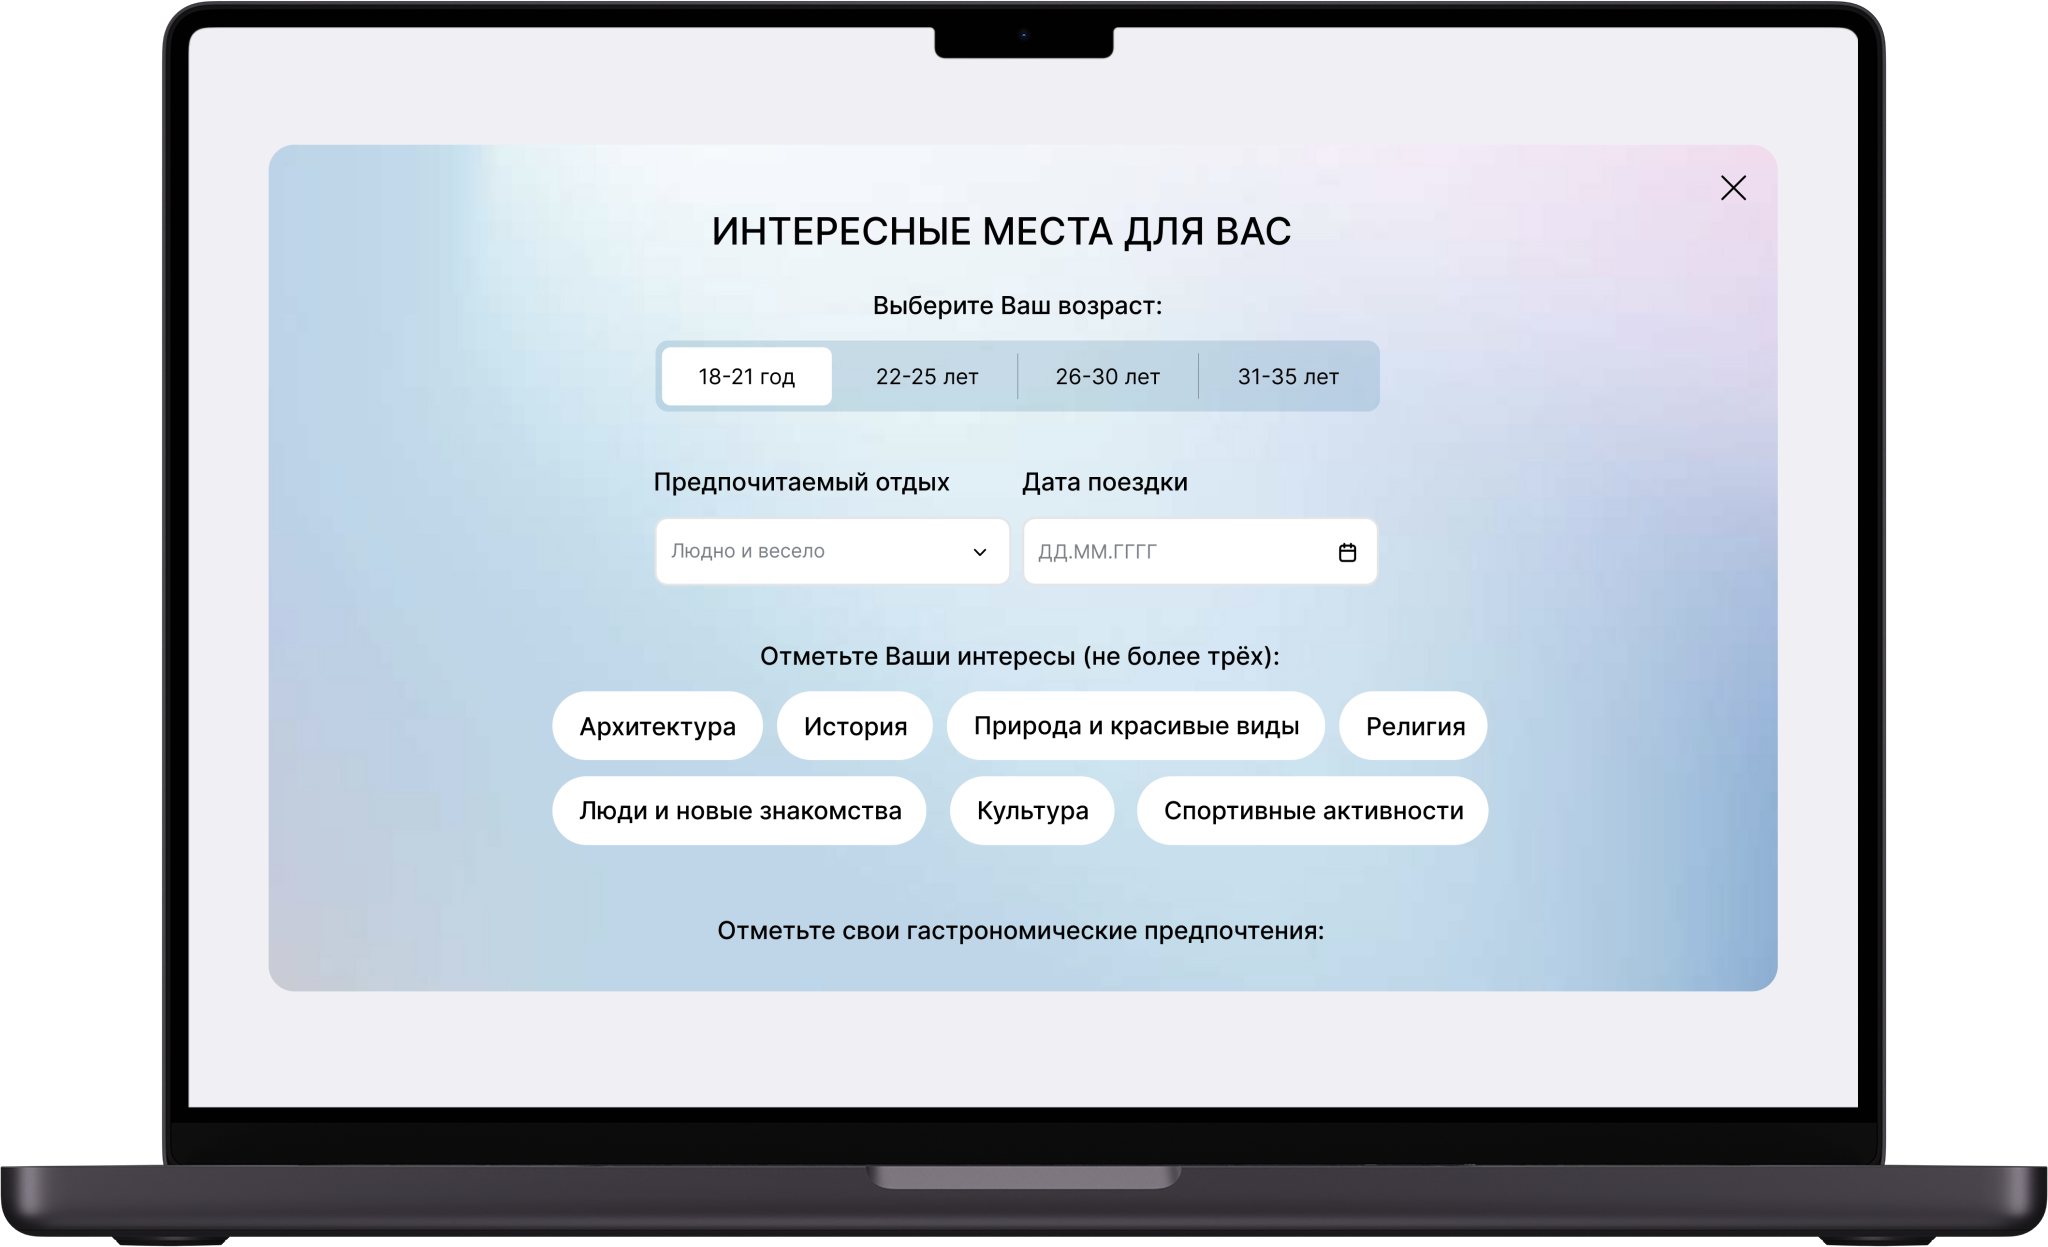 ИНТЕРЕСНЫЕ МЕСТА ДЛЯ ВАС
Выберите Ваш возраст:
18-21 год 22-25 лет 26-30 лет 31-35 лет
Предпочитаемый отдых Дата поездки
Людно и весело ДД.ММ.ГГГГ
Отметьте Ваши интересы (не более трёх):
Архитектура История Природа и красивые виды Религия
Люди и новые знакомства Культура Спортивные активности
Отметьте свои гастрономические предпочтения: